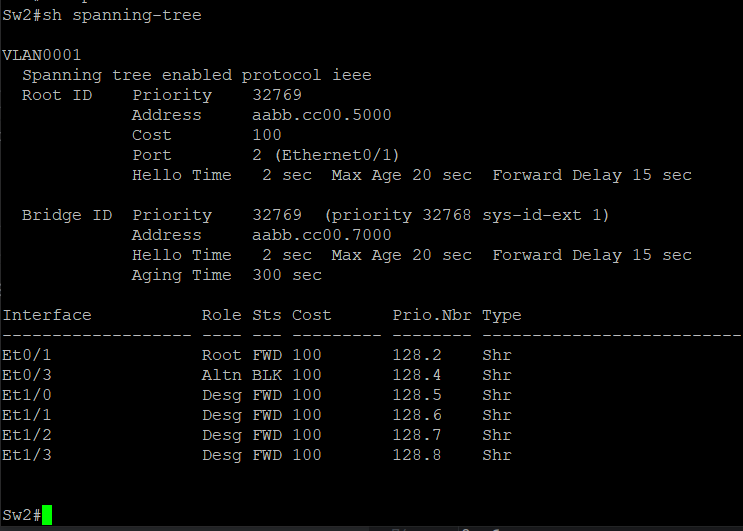 Sw2#sh spanning-tree

VLAN0001
  Spanning tree enabled protocol ieee
  Root ID    Priority    32769
             Address     aabb.cc00.5000
             Cost        100
             Port        2 (Ethernet0/1)
             Hello Time   2 sec  Max Age 20 sec  Forward Delay 15 sec

  Bridge ID  Priority    32769  (priority 32768 sys-id-ext 1)
             Address     aabb.cc00.7000
             Hello Time   2 sec  Max Age 20 sec  Forward Delay 15 sec
             Aging Time  300 sec

Interface           Role Sts Cost      Prio.Nbr Type
------------------- ---- --- --------- -------- --------------------------
Et0/1               Root FWD 100       128.2    Shr
Et0/3               Altn BLK 100       128.4    Shr
Et1/0               Desg FWD 100       128.5    Shr
Et1/1               Desg FWD 100       128.6    Shr
Et1/2               Desg FWD 100       128.7    Shr
Et1/3               Desg FWD 100       128.8    Shr

Sw2#